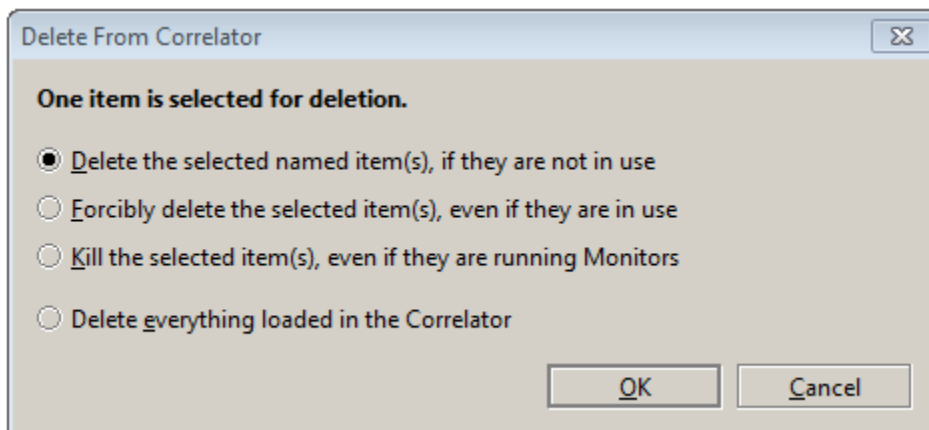 Delete From Correlator
One item is selected for deletion.
Delete the selected named item(s), if they are not in use
Forcibly delete the selected item(s), even if they are in use
Kill the selected item(s), even if they are running Monitors
Delete everything loaded in the Correlator
OK Cancel